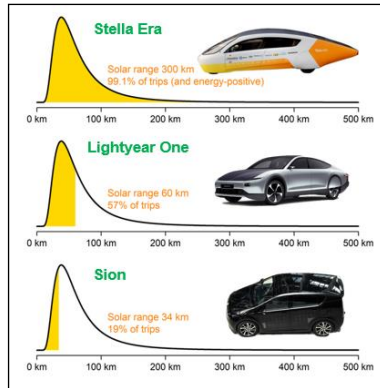 Stella Era
Solar range 300 km
99.1% of trips (and energy-positive)
0 km 100 km 200 km 300 km 400 km 500 km
Lightyear One
Solar range 60 km
57% of trips
0 km 100 km 200 km 300 km 400 km 500 km
Sion
Solar range 34 km
19% of trips
0 km 100 km 200 km 300 km 400 km 500 km